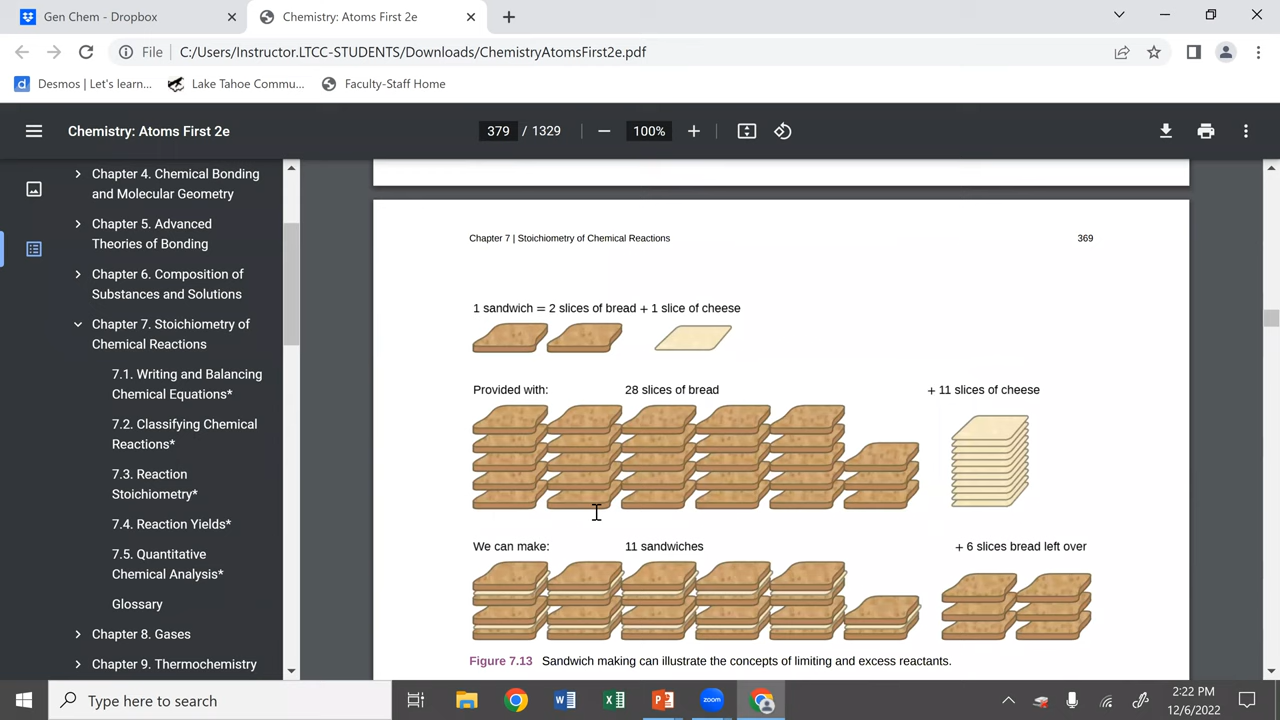 Gen Chem - Dropbox
Chemistry: Atoms First 2e
File C:/Users/Instructor.LTCC-STUDENTS/Downloads/ChemistryAtomsFirst2e.pdf
Desmos | Let's learn...
Lake Tahoe Commu...
Faculty-Staff Home
Chemistry: Atoms First 2e
379 / 1329
100%
Chapter 4. Chemical Bonding
and Molecular Geometry
Chapter 5. Advanced
Theories of Bonding
Chapter 6. Composition of
Substances and Solutions
Chapter 7. Stoichiometry of
Chemical Reactions
7.1. Writing and Balancing
Chemical Equations*
7.2. Classifying Chemical
Reactions*
7.3. Reaction
Stoichiometry*
7.4. Reaction Yields*
7.5. Quantitative
Chemical Analysis*
Glossary
Chapter 8. Gases
Chapter 9. Thermochemistry
Chapter 7 | Stoichiometry of Chemical Reactions 369
1 sandwich = 2 slices of bread + 1 slice of cheese
Provided with: 28 slices of bread + 11 slices of cheese
We can make: 11 sandwiches + 6 slices bread left over
Figure 7.13 Sandwich making can illustrate the concepts of limiting and excess reactants.
Type here to search
zoom
2:22 PM
12/6/2022